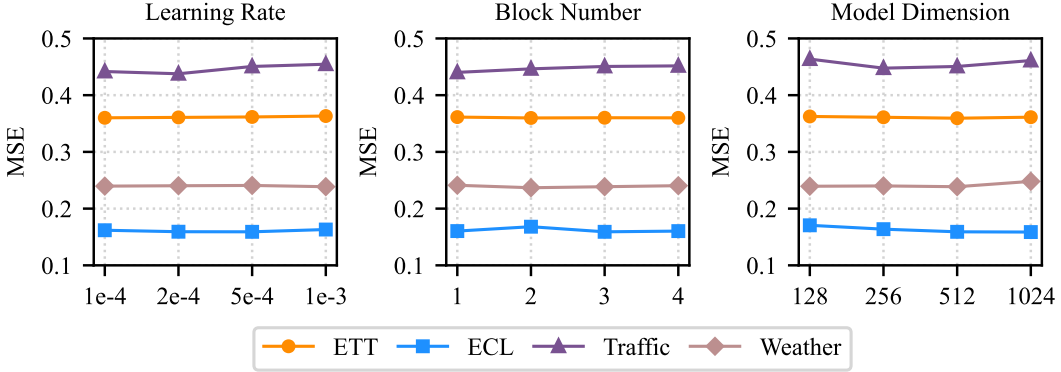 Learning Rate
MSE
0.5
0.4
0.3
0.2
0.1
1e-4 2e-4 5e-4 1e-3
Block Number
MSE
0.5
0.4
0.3
0.2
0.1
1 2 3 4
Model Dimension
MSE
0.5
0.4
0.3
0.2
0.1
128 256 512 1024
ETT ECL Traffic Weather